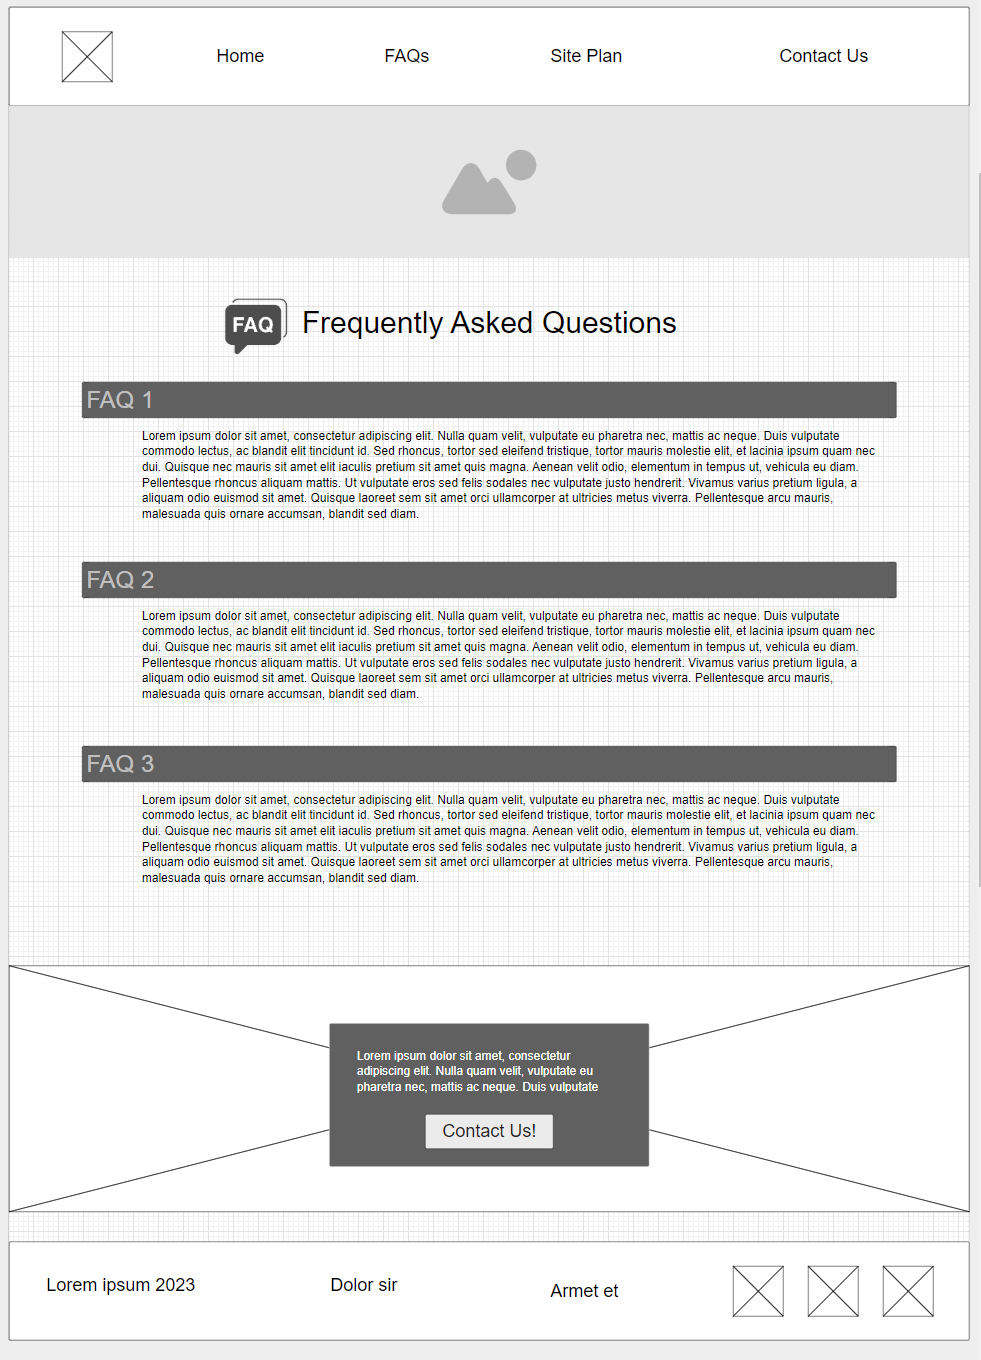 Home FAQs Site Plan Contact Us
FAQ Frequently Asked Questions
FAQ 1
Lorem ipsum dolor sit amet, consectetur adipiscing elit. Nulla quam velit, vulputate eu pharetra nec, mattis ac neque. Duis vulputate
commodo lectus, ac blandit elit tincidunt id. Sed rhoncus, tortor sed eleifend tristique, tortor mauris molestie elit, et lacinia ipsum quam nec
dui. Quisque nec mauris sit amet elit iaculis pretium sit amet quis magna. Aenean velit odio, elementum in tempus ut, vehicula eu diam.
Pellentesque rhoncus aliquam mattis. Ut vulputate eros sed felis sodales nec vulputate justo hendrerit. Vivamus varius pretium ligula, a
aliquam odio euismod sit amet. Quisque laoreet sem sit amet orci ullamcorper at ultricies metus viverra. Pellentesque arcu mauris,
malesuada quis ornare accumsan, blandit sed diam.
FAQ 2
Lorem ipsum dolor sit amet, consectetur adipiscing elit. Nulla quam velit, vulputate eu pharetra nec, mattis ac neque. Duis vulputate
commodo lectus, ac blandit elit tincidunt id. Sed rhoncus, tortor sed eleifend tristique, tortor mauris molestie elit, et lacinia ipsum quam nec
dui. Quisque nec mauris sit amet elit iaculis pretium sit amet quis magna. Aenean velit odio, elementum in tempus ut, vehicula eu diam.
Pellentesque rhoncus aliquam mattis. Ut vulputate eros sed felis sodales nec vulputate justo hendrerit. Vivamus varius pretium ligula, a
aliquam odio euismod sit amet. Quisque laoreet sem sit amet orci ullamcorper at ultricies metus viverra. Pellentesque arcu mauris,
malesuada quis ornare accumsan, blandit sed diam.
FAQ 3
Lorem ipsum dolor sit amet, consectetur adipiscing elit. Nulla quam velit, vulputate eu pharetra nec, mattis ac neque. Duis vulputate
commodo lectus, ac blandit elit tincidunt id. Sed rhoncus, tortor sed eleifend tristique, tortor mauris molestie elit, et lacinia ipsum quam nec
dui. Quisque nec mauris sit amet elit iaculis pretium sit amet quis magna. Aenean velit odio, elementum in tempus ut, vehicula eu diam.
Pellentesque rhoncus aliquam mattis. Ut vulputate eros sed felis sodales nec vulputate justo hendrerit. Vivamus varius pretium ligula, a
aliquam odio euismod sit amet. Quisque laoreet sem sit amet orci ullamcorper at ultricies metus viverra. Pellentesque arcu mauris,
malesuada quis ornare accumsan, blandit sed diam.
Lorem ipsum dolor sit amet, consectetur
adipiscing elit. Nulla quam velit, vulputate eu
pharetra nec, mattis ac neque. Duis vulputate
Contact Us!
Lorem ipsum 2023 Dolor sir Armet et